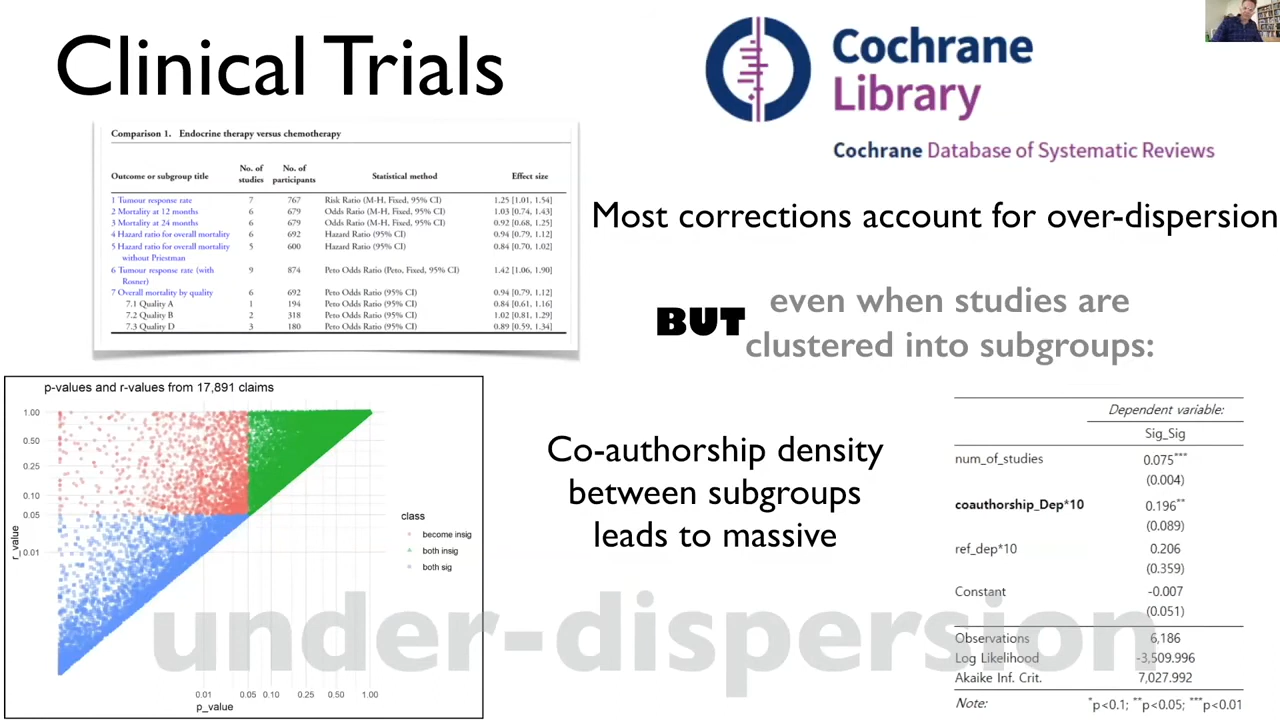 Clinical Trials
Cochrane
Library
Cochrane Database of Systematic Reviews
Comparison 1. Endocrine therapy versus chemotherapy
Outcome or subgroup title No. of studies No. of participants Statistical method Effect size
1 Tumour response rate 7 767 Risk Ratio (M-H, Fixed, 95% CI) 1.25 [1.01, 1.54]
2 Mortality at 12 months 6 679 Odds Ratio (M-H, Fixed, 95% CI) 1.03 [0.74, 1.43]
3 Mortality at 24 months 6 679 Odds Ratio (M-H, Fixed, 95% CI) 0.92 [0.68, 1.25]
4 Hazard ratio for overall mortality 6 692 Hazard Ratio (95% CI) 0.94 [0.79, 1.12]
5 Hazard ratio for overall mortality 5 600 Hazard Ratio (95% CI) 0.84 [0.70, 1.02]
without Priestman
6 Tumour response rate (with 9 874 Peto Odds Ratio (Peto, Fixed, 95% CI) 1.42 [1.06, 1.90]
Rosner)
7 Overall mortality by quality 6 692 Peto Odds Ratio (95% CI) 0.94 [0.79, 1.12]
7.1 Quality A 1 194 Peto Odds Ratio (95% CI) 0.84 [0.61, 1.16]
7.2 Quality B 2 318 Peto Odds Ratio (95% CI) 1.02 [0.81, 1.29]
7.3 Quality D 3 180 Peto Odds Ratio (95% CI) 0.89 [0.59, 1.34]
Most corrections account for over-dispersion
BUT
even when studies are
clustered into subgroups:
p-values and r-values from 17,891 claims
1.00
0.50
0.25
0.10
0.05
0.01
r_value
0.01 0.05 0.10 0.25 0.50 1.00
p_value
class
become insig
both insig
both sig
Co-authorship density
between subgroups
leads to massive
under-dispersion
Dependent variable:
Sig_Sig
num_of_studies 0.075***
(0.004)
coauthorship_Dep*10 0.196**
(0.089)
ref_dep*10 0.206
(0.359)
Constant -0.007
(0.051)
Observations 6,186
Log Likelihood -3,509.996
Akaike Inf. Crit. 7,027.992
Note: *p<0.1; **p<0.05; ***p<0.01